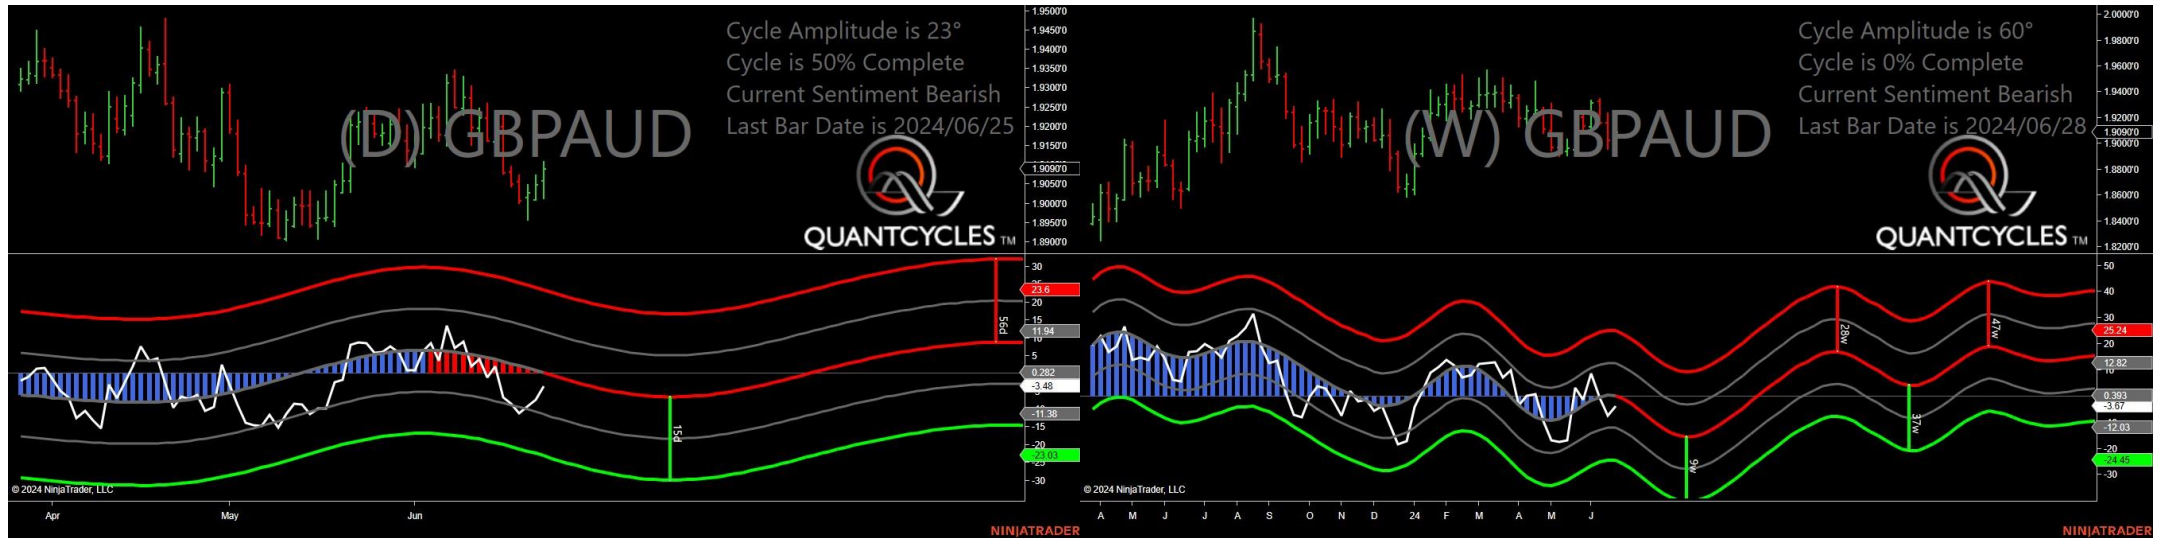 Cycle Amplitude is 23°
Cycle is 50% Complete
Current Sentiment Bearish
Last Bar Date is 2024/06/25
(D) GBPAUD
QUANTCYCLES TM
1.9500'0
1.9450'0
1.9400'0
1.9350'0
1.9300'0
1.9250'0
1.9200'0
1.9150'0
1.9090'0
1.9050'0
1.9000'0
1.8950'0
1.8900'0
30
23.6
20
15
11.94
5
0.282
-3.48
-11.38
-15
-20
-23.03
-25
-30
56d
15d
© 2024 NinjaTrader, LLC
Apr May Jun
NINJATRADER
Cycle Amplitude is 60°
Cycle is 0% Complete
Current Sentiment Bearish
Last Bar Date is 2024/06/28
(W) GBPAUD
QUANTCYCLES TM
2.0000'0
1.9800'0
1.9600'0
1.9400'0
1.9200'0
1.9090'0
1.9000'0
1.8800'0
1.8600'0
1.8400'0
1.8200'0
50
40
30
25.24
20
12.82
10
0.393
-3.67
-12.03
-20
-24.45
-30
28w
47w
37w
9w
© 2024 NinjaTrader, LLC
A M J J A S O N D 24 F M A M J
NINJATRADER